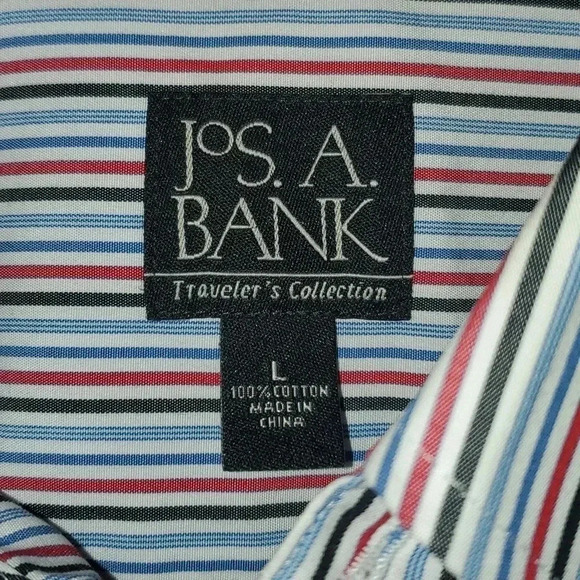 JoS. A.
BANK
Traveler's Collection
L
100% COTTON
MADE IN
CHINA